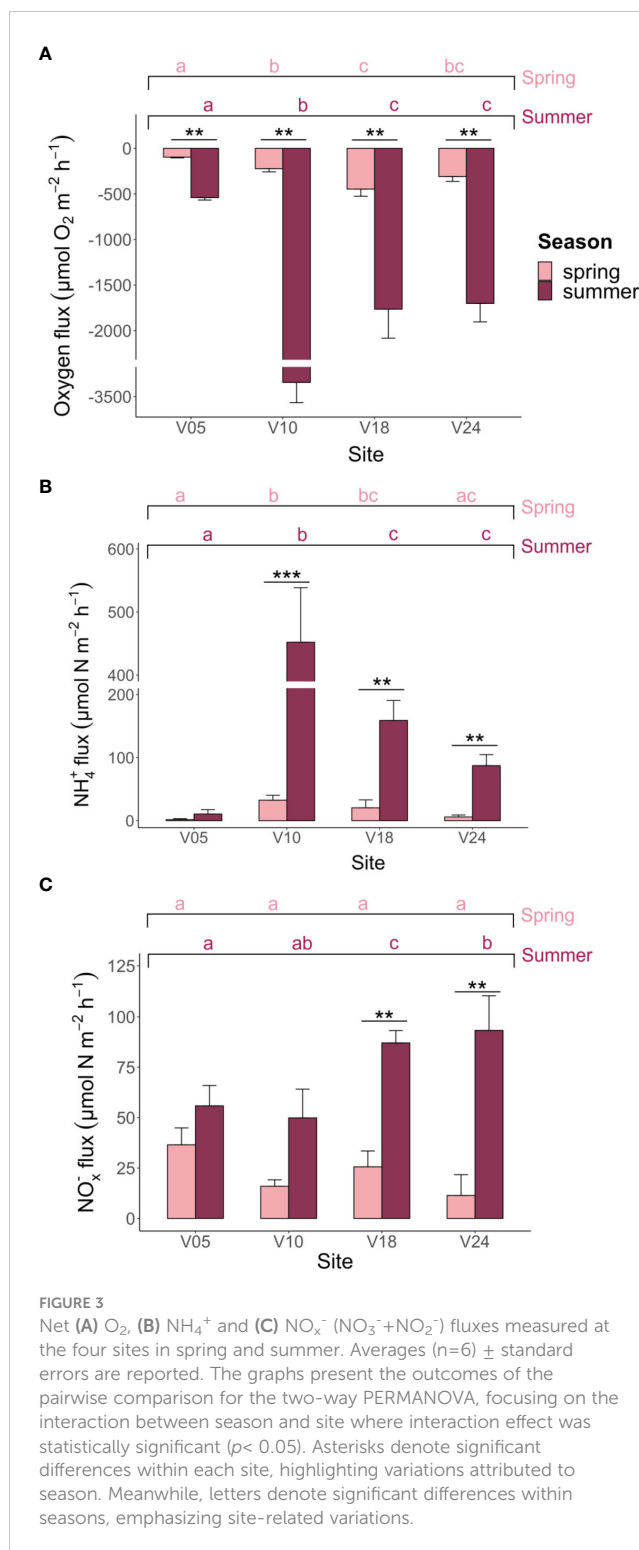 A
a b c bc Spring
a b c c Summer
** ** ** **
0
-500
-1000
-1500
-2000
-3500
Oxygen flux (µmol O₂ m⁻² h⁻¹)
V05 V10 V18 V24
Site
Season
spring
summer
B
a b bc ac Spring
a b c c Summer
*** ** **
600
500
400
200
100
0
NH₄⁺ flux (µmol N m⁻² h⁻¹)
V05 V10 V18 V24
Site
C
a a a a Spring
a ab c b Summer
** **
125
100
75
50
25
0
NOₓ⁻ flux (µmol N m⁻² h⁻¹)
V05 V10 V18 V24
Site
FIGURE 3
Net (A) O₂, (B) NH₄⁺ and (C) NOₓ⁻ (NO₃⁻+NO₂⁻) fluxes measured at
the four sites in spring and summer. Averages (n=6) ± standard
errors are reported. The graphs present the outcomes of the
pairwise comparison for the two-way PERMANOVA, focusing on the
interaction between season and site where interaction effect was
statistically significant (p< 0.05). Asterisks denote significant
differences within each site, highlighting variations attributed to
season. Meanwhile, letters denote significant differences within
seasons, emphasizing site-related variations.